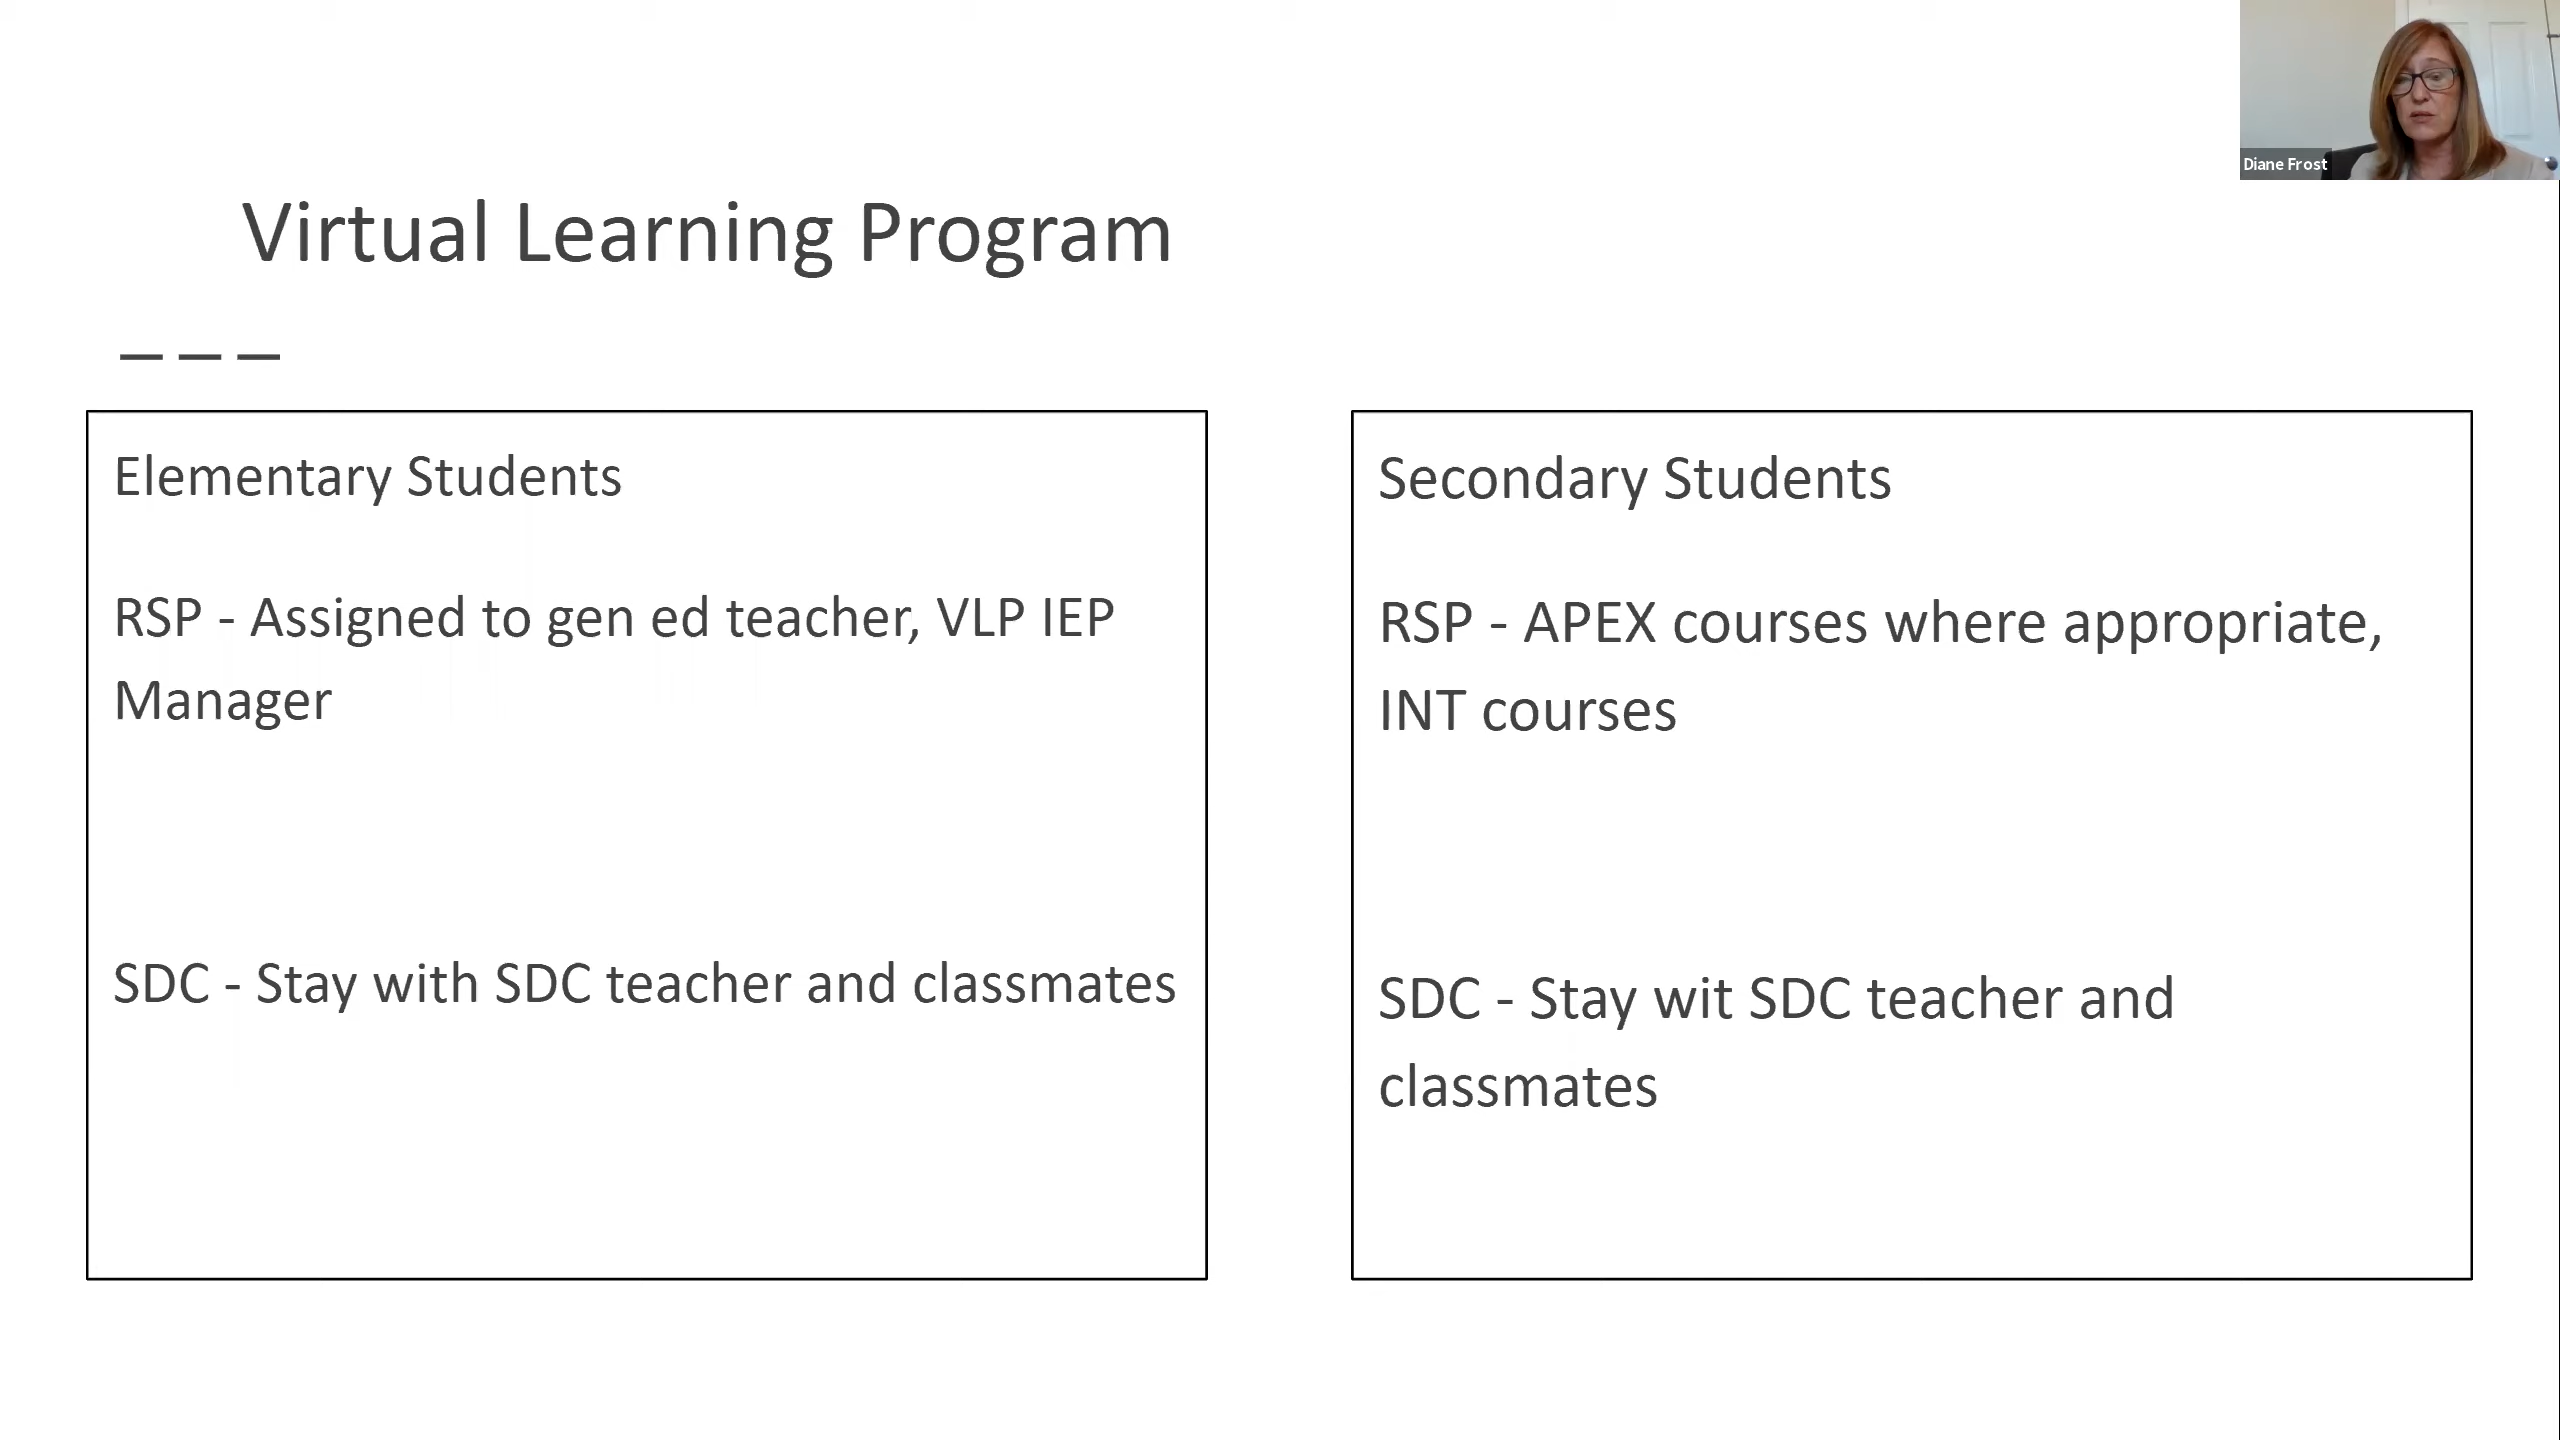 Diane Frost
Virtual Learning Program
Elementary Students
RSP - Assigned to gen ed teacher, VLP IEP
Manager
SDC - Stay with SDC teacher and classmates
Secondary Students
RSP - APEX courses where appropriate,
INT courses
SDC - Stay wit SDC teacher and
classmates